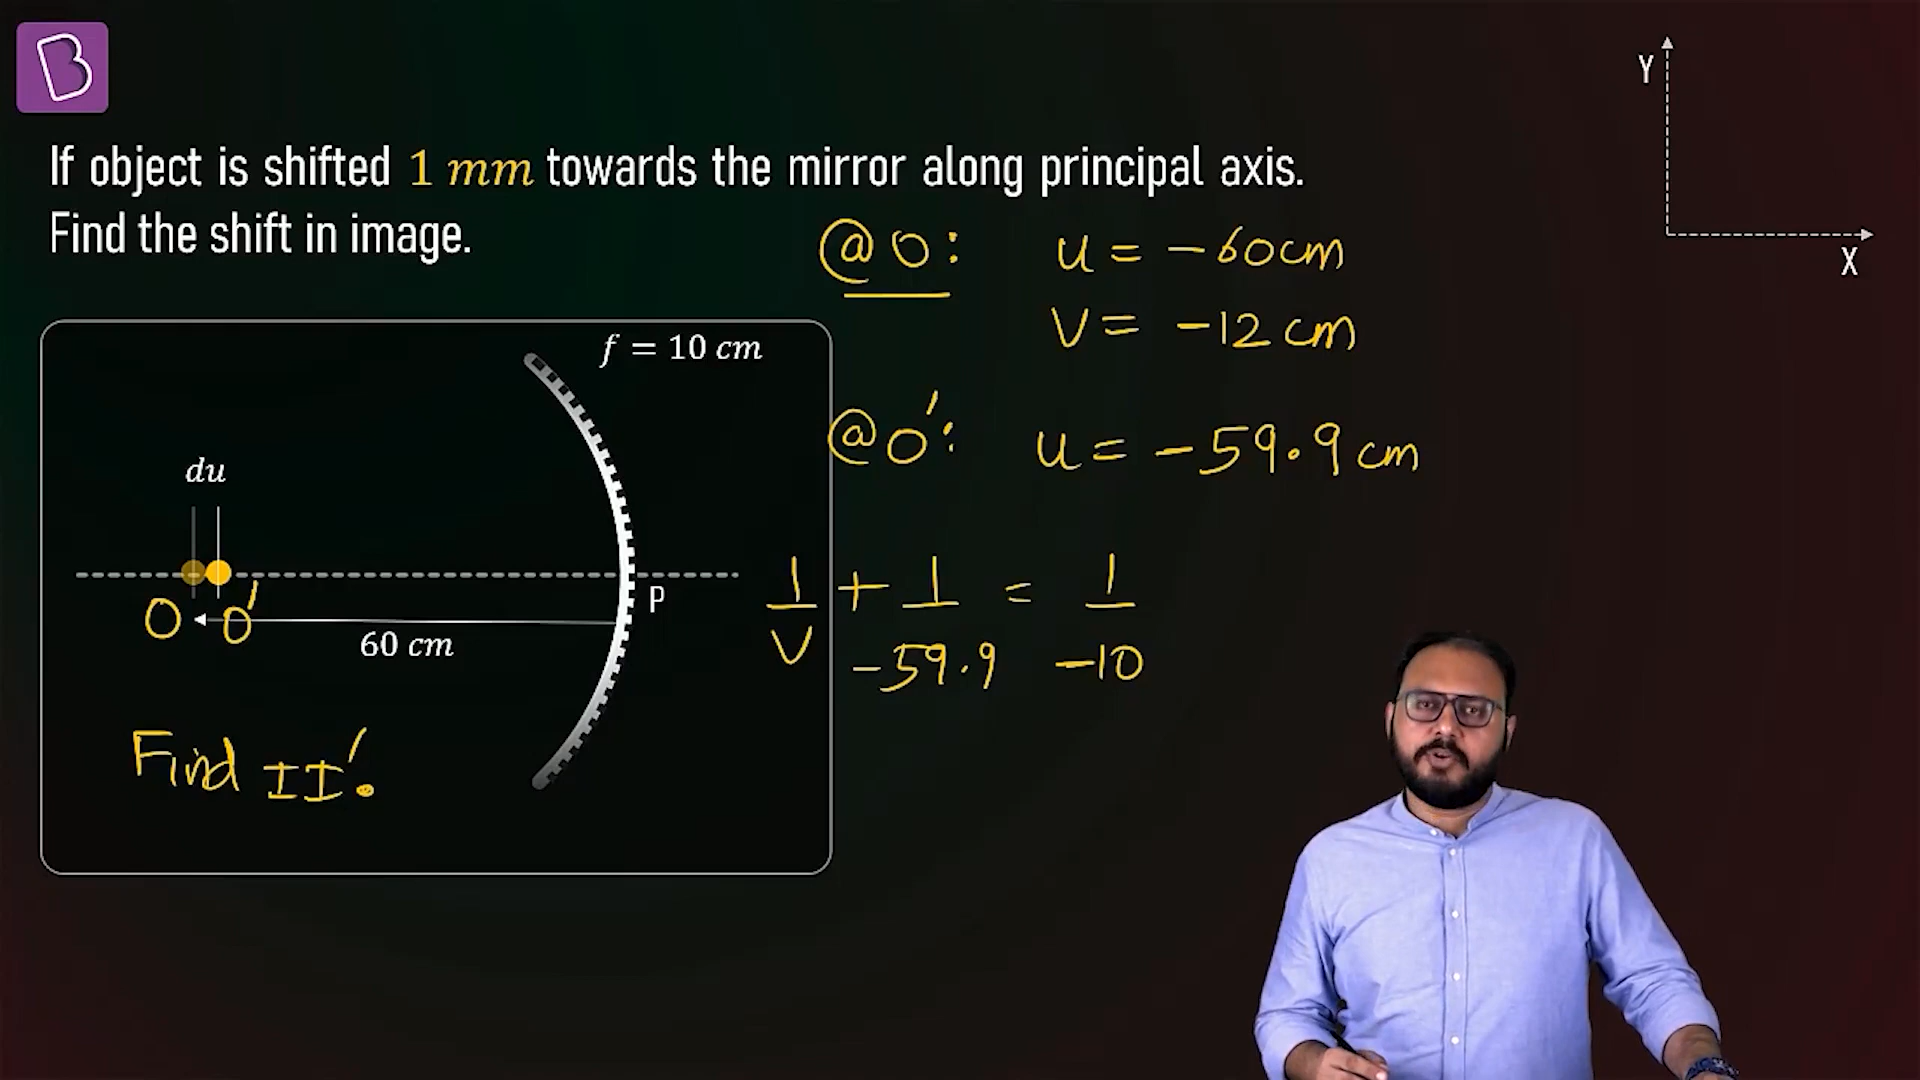 B
Y
X
If object is shifted 1 mm towards the mirror along principal axis.
Find the shift in image.
@ O: u = -60cm
v = -12 cm
f = 10 cm
@ O': u = -59.9 cm
du
P
O O'
60 cm
1/v + 1/-59.9 = 1/-10
Find II'.